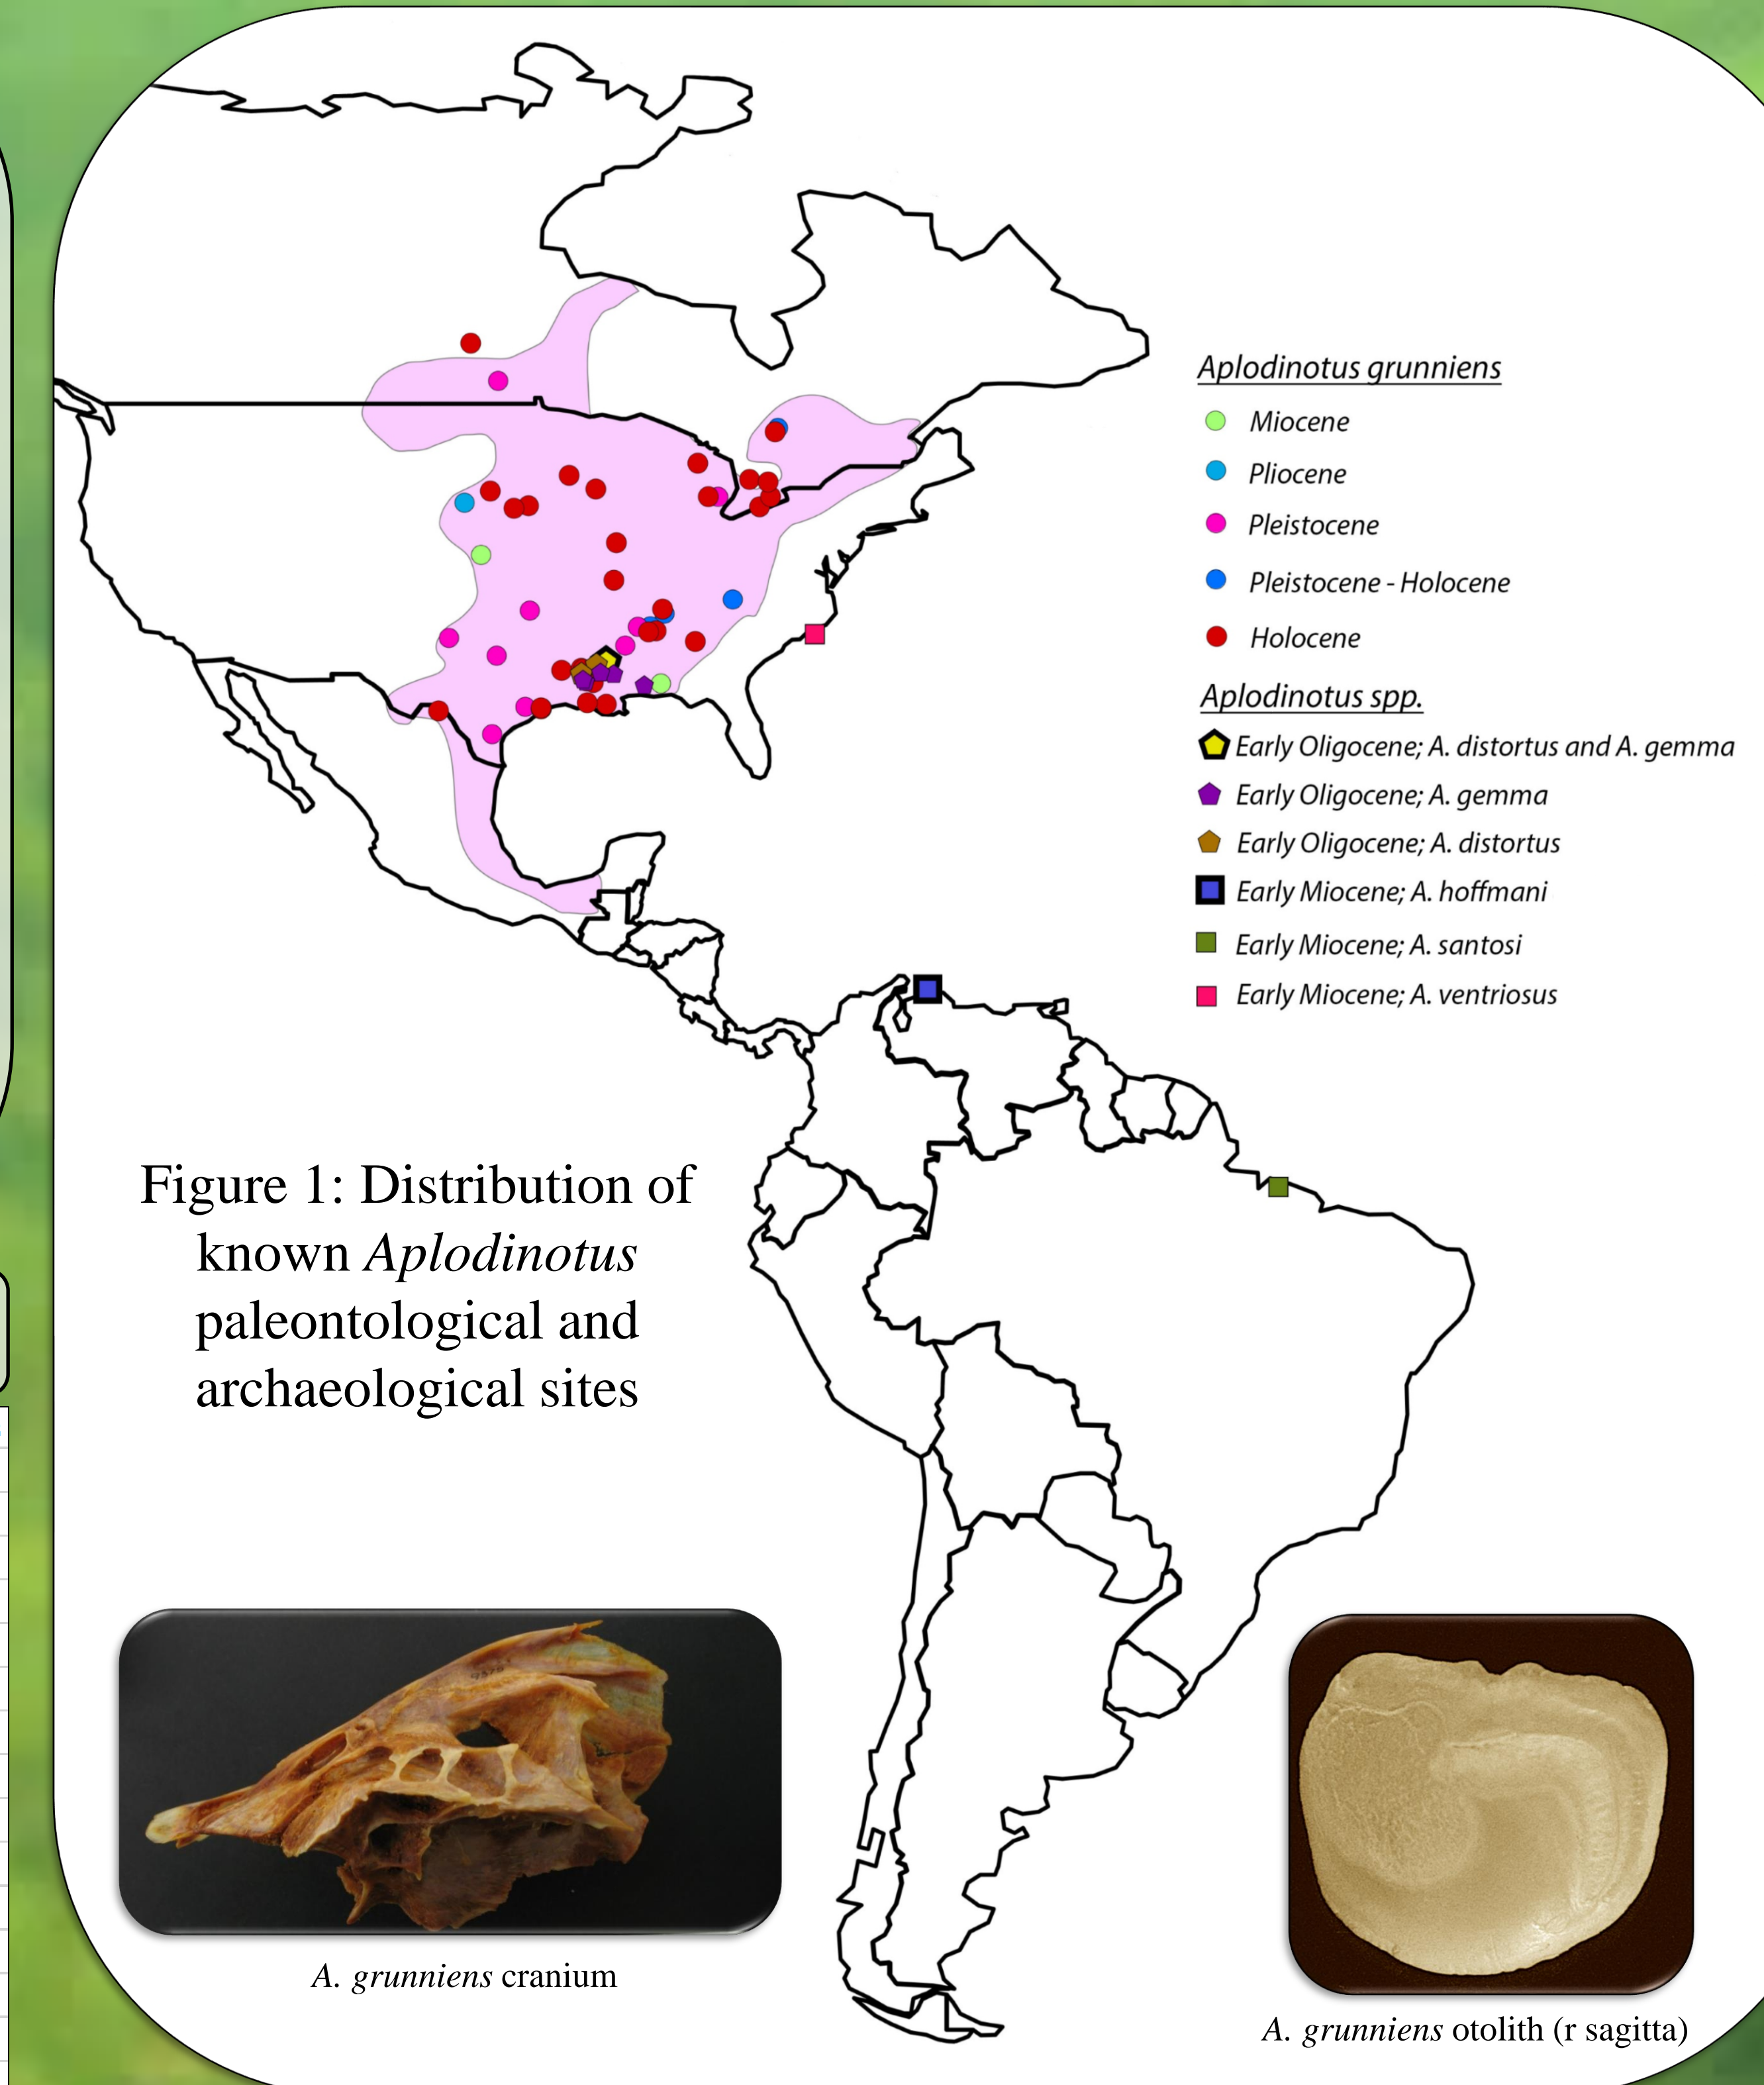 Aplodinotus grunniens
Miocene
Pliocene
Pleistocene
Pleistocene - Holocene
Holocene
Aplodinotus spp.
Early Oligocene; A. distortus and A. gemma
Early Oligocene; A. gemma
Early Oligocene; A. distortus
Early Miocene; A. hoffmani
Early Miocene; A. santosi
Early Miocene; A. ventriosus
Figure 1: Distribution of
known Aplodinotus
paleontological and
archaeological sites
A. grunniens cranium
A. grunniens otolith (r sagitta)